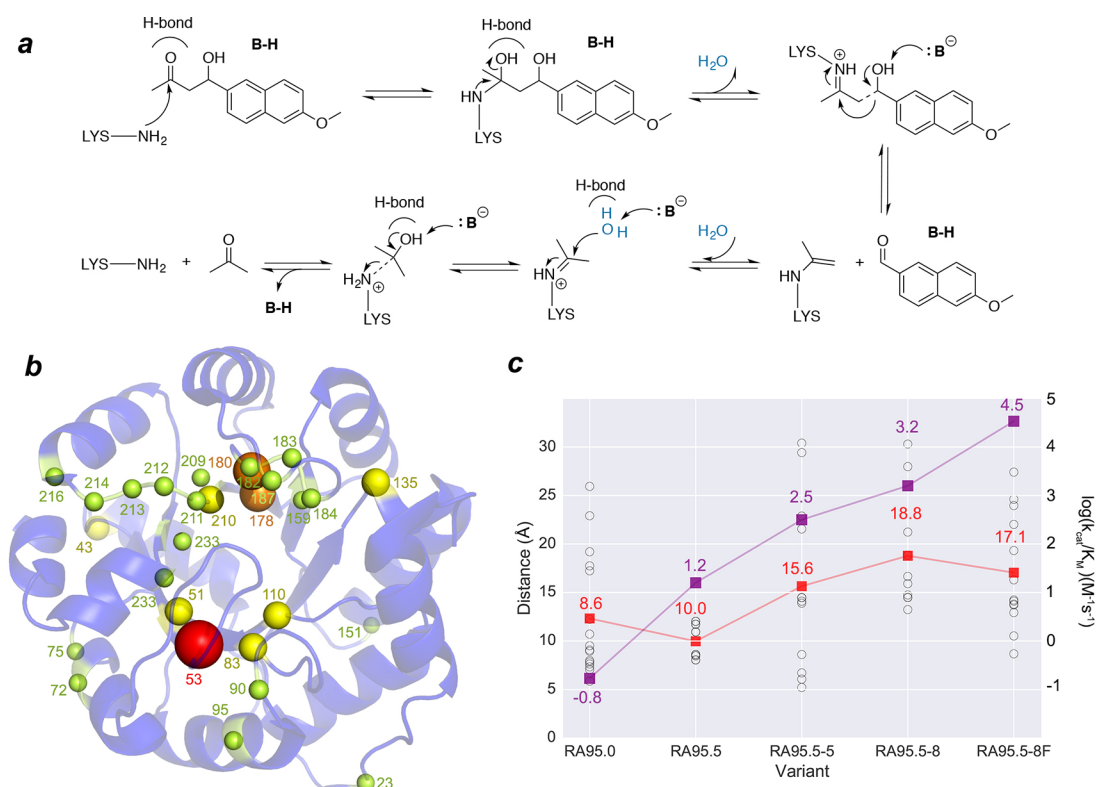 a
H-bond
B-H
O
OH
LYS
NH2
O
H-bond
B-H
OH
OH
HN
LYS
O
H2O
LYS
⊕
NH
OH
:B⊖
O
LYS
NH2
+
O
B-H
H-bond
OH
:B⊖
H2N
⊕
LYS
H-bond
H
O
H
:B⊖
HN
⊕
LYS
H2O
HN
LYS
+
B-H
O
O
b
216
214
213
212
209
211
210
180
182
187
178
183
159
184
135
43
233
233
51
53
110
83
151
75
72
90
95
23
c
Distance (Å)
30
25
20
15
10
5
0
8.6
10.0
15.6
18.8
17.1
-0.8
1.2
2.5
3.2
4.5
5
4
3
2
1
0
-1
log(kcat/KM)(M-1s-1)
RA95.0 RA95.5 RA95.5-5 RA95.5-8 RA95.5-8F
Variant